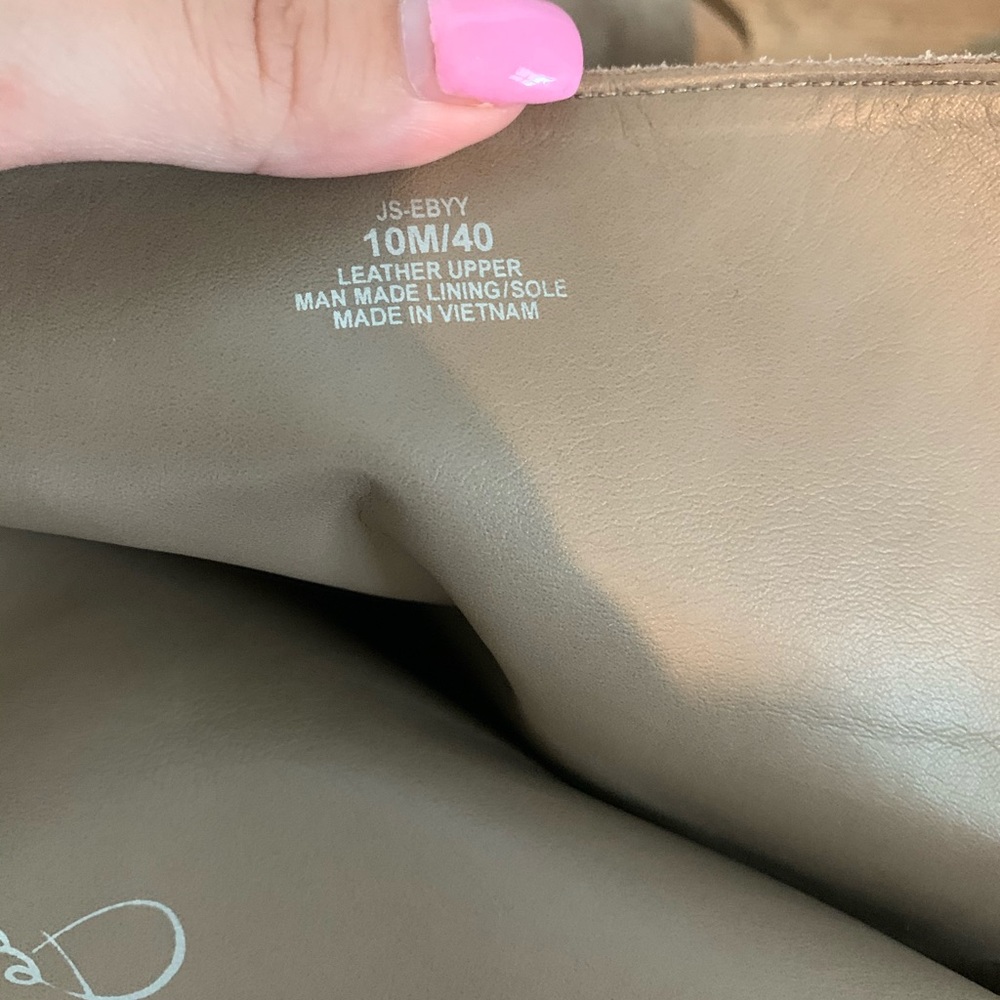 JS-EBYY
10M/40
LEATHER UPPER
MAN MADE LINING/SOLE
MADE IN VIETNAM